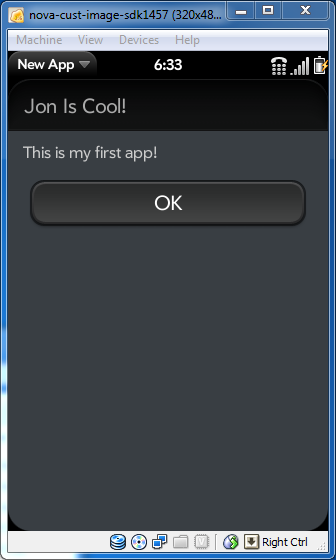 nova-cust-image-sdk1457 (320x48...
Machine View Devices Help
New App 6:33
Jon Is Cool!
This is my first app!
OK
Right Ctrl